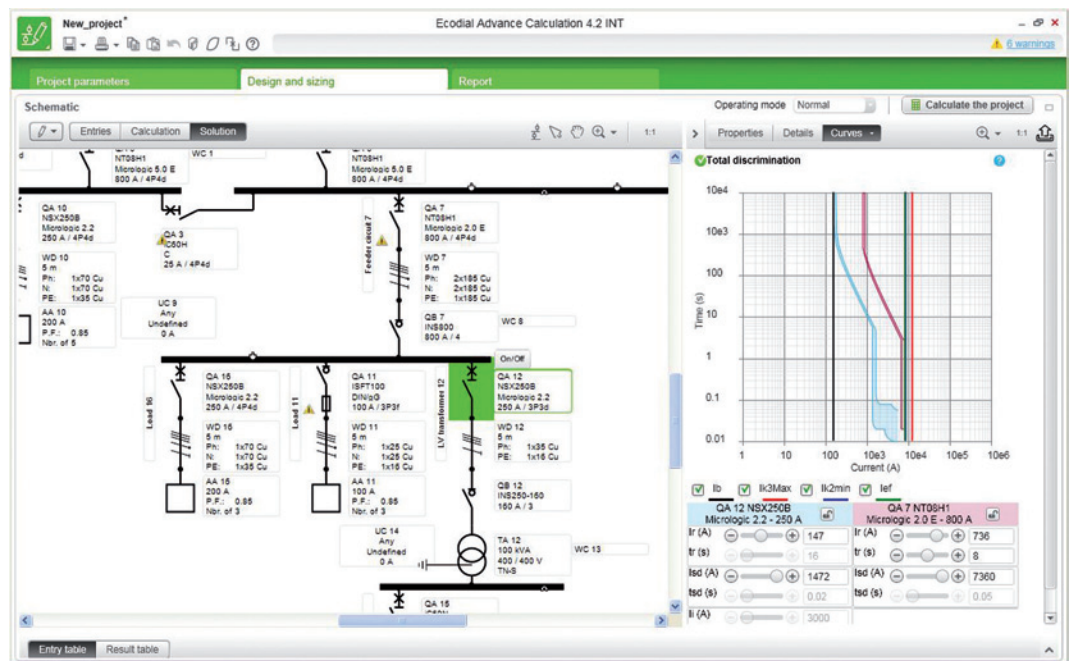 New_project*
Ecodial Advance Calculation 4.2 INT
6 warnings
Project parameters
Design and sizing
Report
Schematic
Operating mode Normal
Calculate the project
Entries
Calculation
Solution
1:1
Properties
Details
Curves
1:1
NT08H1
Micrologic 5.0 E
800 A / 4P4d
WC 1
NT08H1
Micrologic 5.0 E
800 A / 4P4d
QA 10
NSX250B
Micrologic 2.2
250 A / 4P4d
WD 10
5 m
Ph: 1x70 Cu
N: 1x70 Cu
PE: 1x35 Cu
AA 10
200 A
P.F.: 0.85
Nbr. of 5
QA 3
iC60H
C
25 A / 4P4d
UC 9
Any
Undefined
0 A
Feeder circuit 7
QA 7
NT08H1
Micrologic 2.0 E
800 A / 4P4d
WD 7
5 m
Ph: 2x185 Cu
N: 2x185 Cu
PE: 1x185 Cu
QB 7
INS800
800 A / 4
WC 8
On/Off
Load 16
QA 16
NSX250B
Micrologic 2.2
250 A / 4P4d
WD 16
5 m
Ph: 1x70 Cu
N: 1x70 Cu
PE: 1x35 Cu
AA 16
200 A
P.F.: 0.85
Nbr. of 3
Load 11
QA 11
ISFT100
DIN/gG
100 A / 3P3f
WD 11
5 m
Ph: 1x25 Cu
N: 1x25 Cu
PE: 1x16 Cu
AA 11
100 A
P.F.: 0.85
Nbr. of 3
LV transformer 12
QA 12
NSX250B
Micrologic 2.2
250 A / 3P3d
WD 12
5 m
Ph: 1x35 Cu
PE: 1x16 Cu
QB 12
INS250-160
160 A / 3
UC 14
Any
Undefined
0 A
TA 12
100 kVA
400 / 400 V
TN-S
WC 13
QA 15
Total discrimination
10e4
10e3
100
10
1
0.1
0.01
Time (s)
1
10
100
10e3
10e4
10e5
10e6
Current (A)
Ib
Ik3Max
Ik2min
Ief
QA 12 NSX250B
Micrologic 2.2 - 250 A
Ir (A) 147
tr (s) 16
Isd (A) 1472
tsd (s) 0.02
Ii (A) 3000
QA 7 NT08H1
Micrologic 2.0 E - 800 A
Ir (A) 736
tr (s) 8
Isd (A) 7360
tsd (s) 0.05
Entry table
Result table